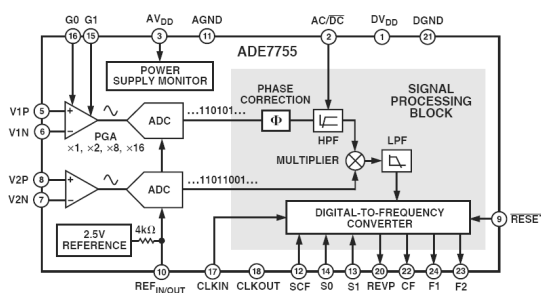 G0 G1 AVDD AGND AC/DC DVDD DGND
16 15 3 11 2 1 21
ADE7755
POWER
SUPPLY MONITOR
PHASE
CORRECTION
SIGNAL
PROCESSING
BLOCK
V1P 5
V1N 6
+
–
PGA
×1, ×2, ×8, ×16
ADC
...110101...
Φ
HPF
MULTIPLIER
LPF
V2P 8
V2N 7
+
–
ADC
...11011001...
DIGITAL-TO-FREQUENCY
CONVERTER
9 RESE
2.5V
REFERENCE
4kΩ
10 17 18 12 14 13 20 22 24 23
REFIN/OUT CLKIN CLKOUT SCF S0 S1 REVP CF F1 F2